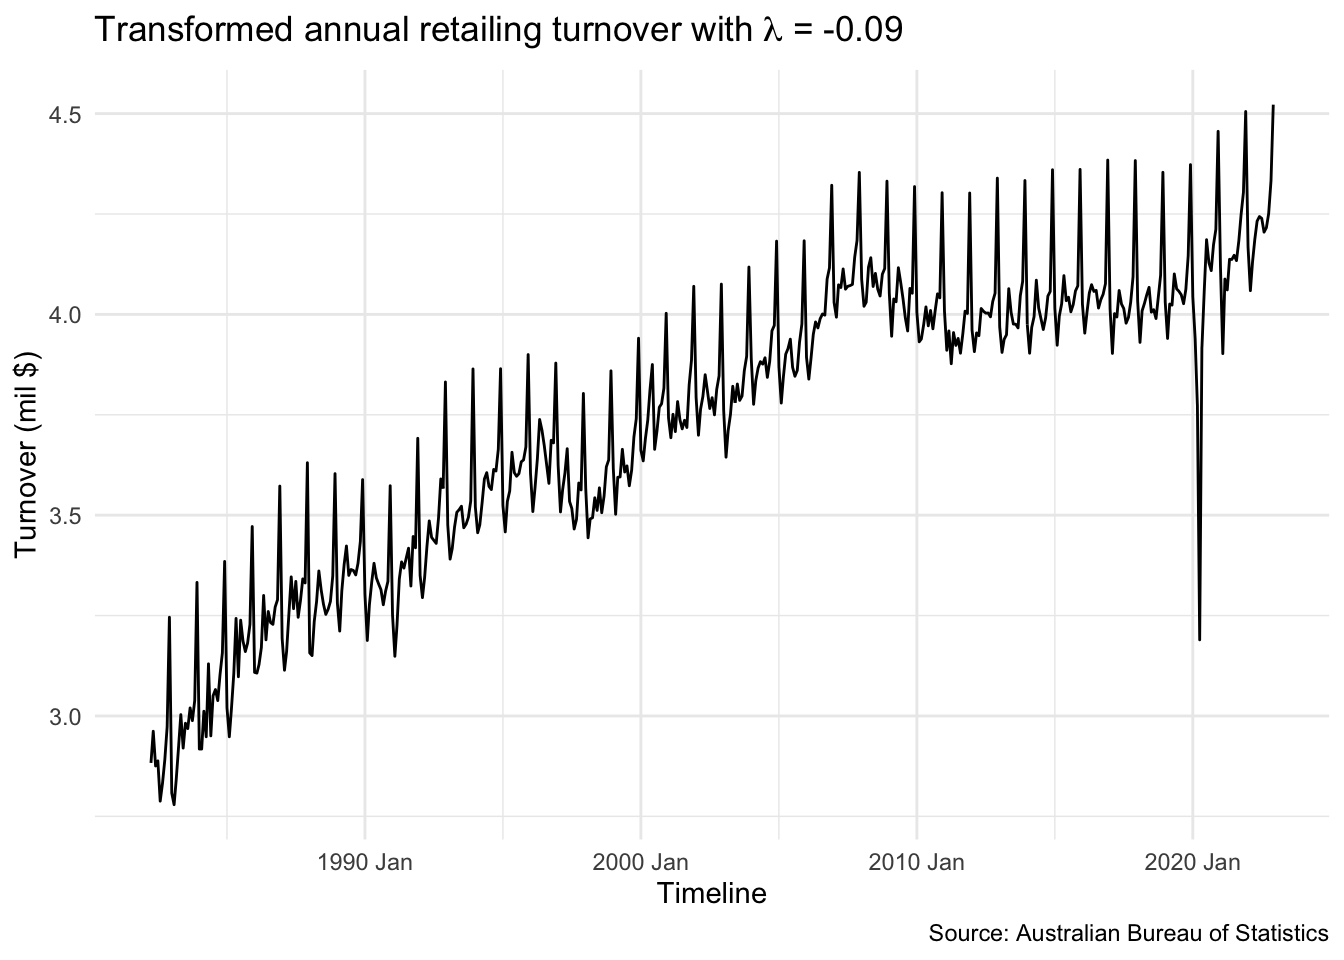 Transformed annual retailing turnover with λ = -0.09
Turnover (mil $)
4.5
4.0
3.5
3.0
1990 Jan
2000 Jan
2010 Jan
2020 Jan
Timeline
Source: Australian Bureau of Statistics